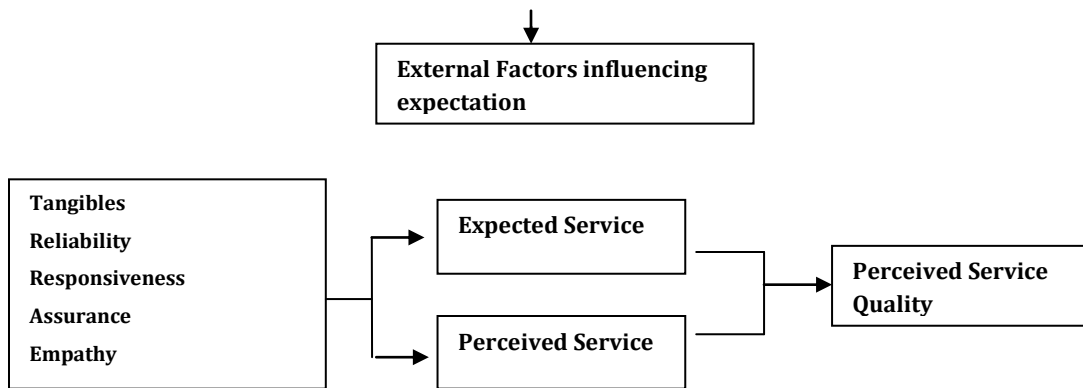 External Factors influencing
expectation
Tangibles
Reliability
Responsiveness
Assurance
Empathy
Expected Service
Perceived Service
Perceived Service
Quality